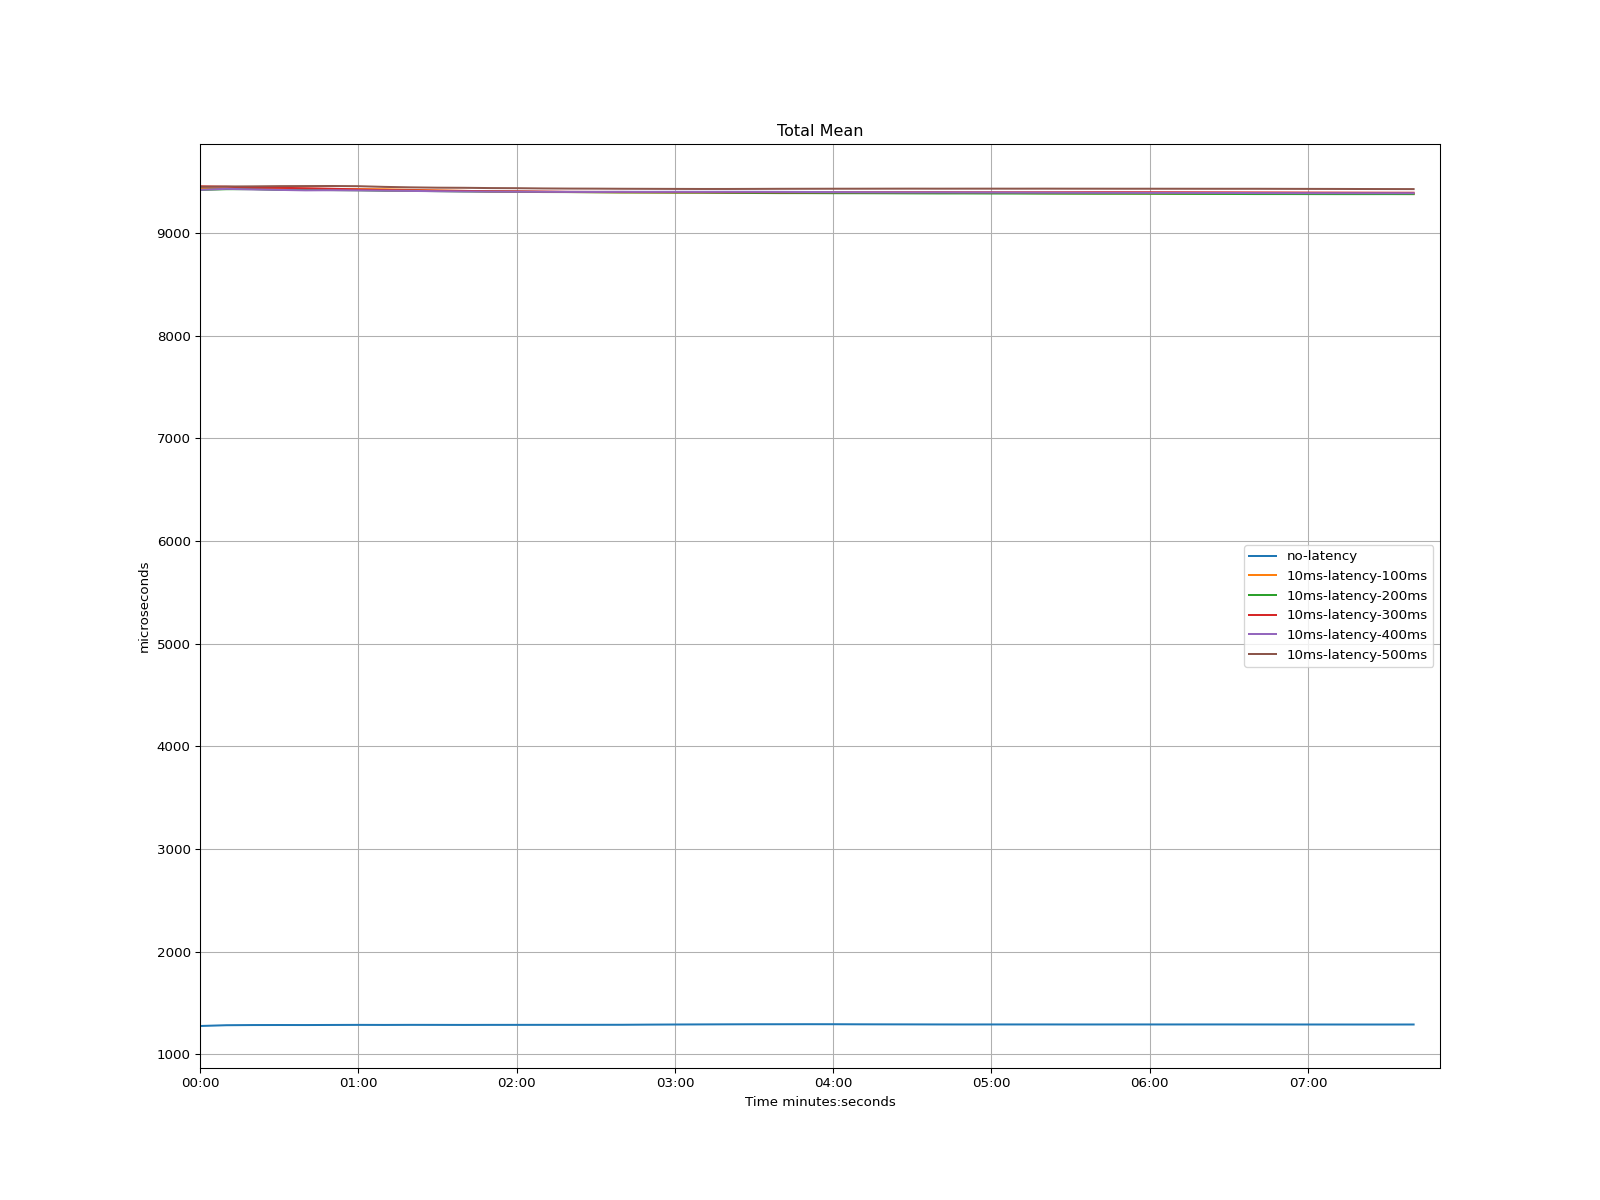 Total Mean
9000
8000
7000
6000
5000
4000
3000
2000
1000
microseconds
no-latency
10ms-latency-100ms
10ms-latency-200ms
10ms-latency-300ms
10ms-latency-400ms
10ms-latency-500ms
00:00 01:00 02:00 03:00 04:00 05:00 06:00 07:00
Time minutes:seconds